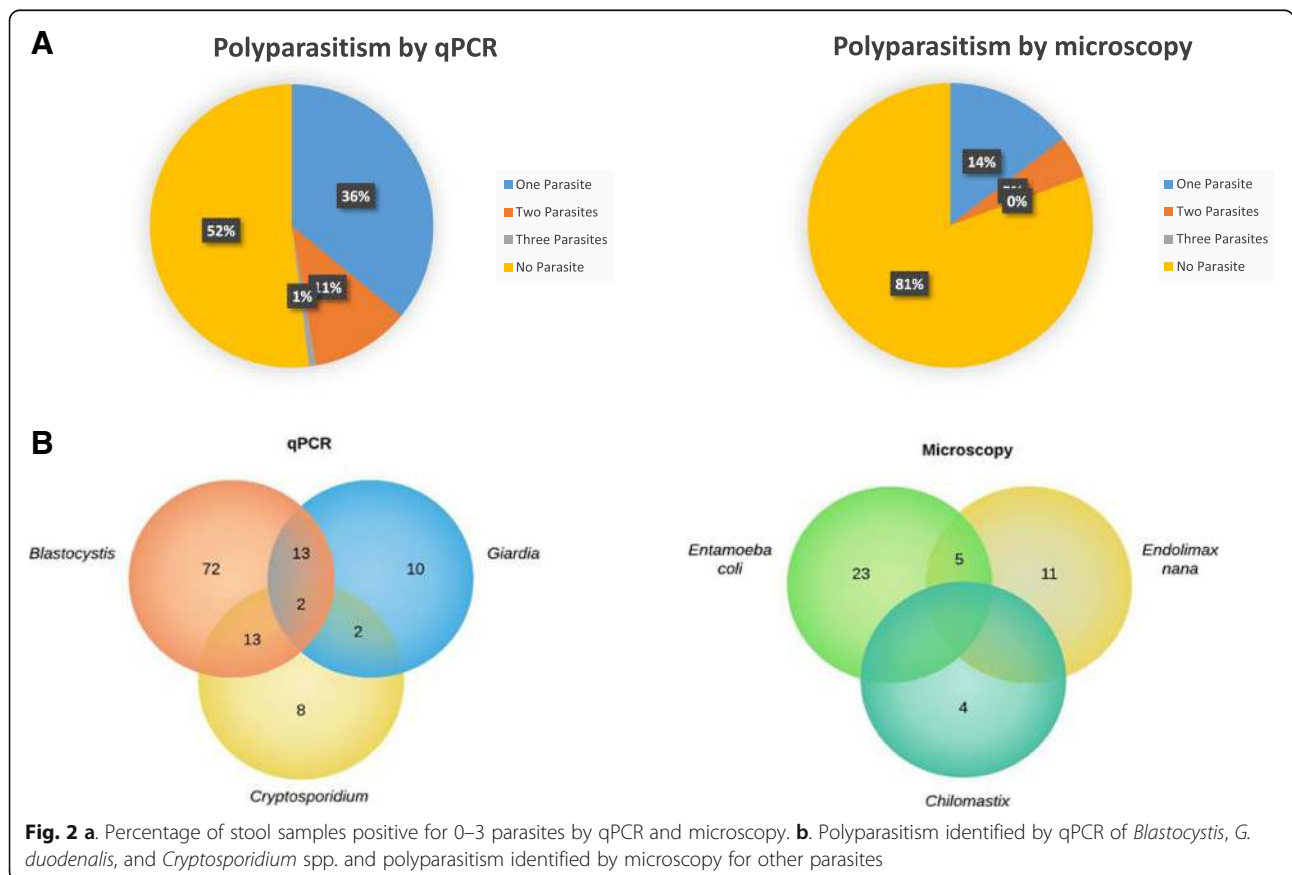 A
Polyparasitism by qPCR
36%
11%
1%
52%
One Parasite
Two Parasites
Three Parasites
No Parasite
Polyparasitism by microscopy
14%
0%
81%
One Parasite
Two Parasites
Three Parasites
No Parasite
B
qPCR
Blastocystis
72
13
10
Giardia
2
13
2
8
Cryptosporidium
Microscopy
Entamoeba
coli
23
5
11
Endolimax
nana
4
Chilomastix
Fig. 2 a. Percentage of stool samples positive for 0–3 parasites by qPCR and microscopy. b. Polyparasitism identified by qPCR of Blastocystis, G.
duodenalis, and Cryptosporidium spp. and polyparasitism identified by microscopy for other parasites